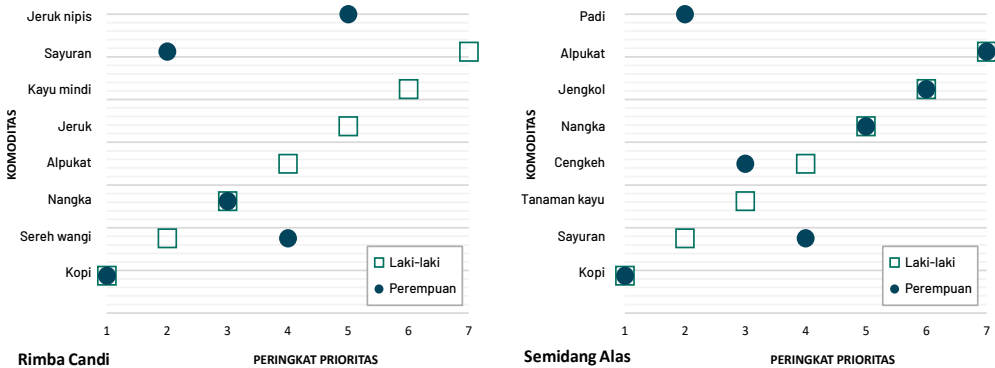 Jeruk nipis
Sayuran
Kayu mindi
Jeruk
Alpukat
Nangka
Sereh wangi
Kopi
KOMODITAS
Laki-laki
Perempuan
1 2 3 4 5 6 7
Rimba Candi
PERINGKAT PRIORITAS
Padi
Alpukat
Jengkol
Nangka
Cengkeh
Tanaman kayu
Sayuran
Kopi
KOMODITAS
Laki-laki
Perempuan
1 2 3 4 5 6 7
Semidang Alas
PERINGKAT PRIORITAS